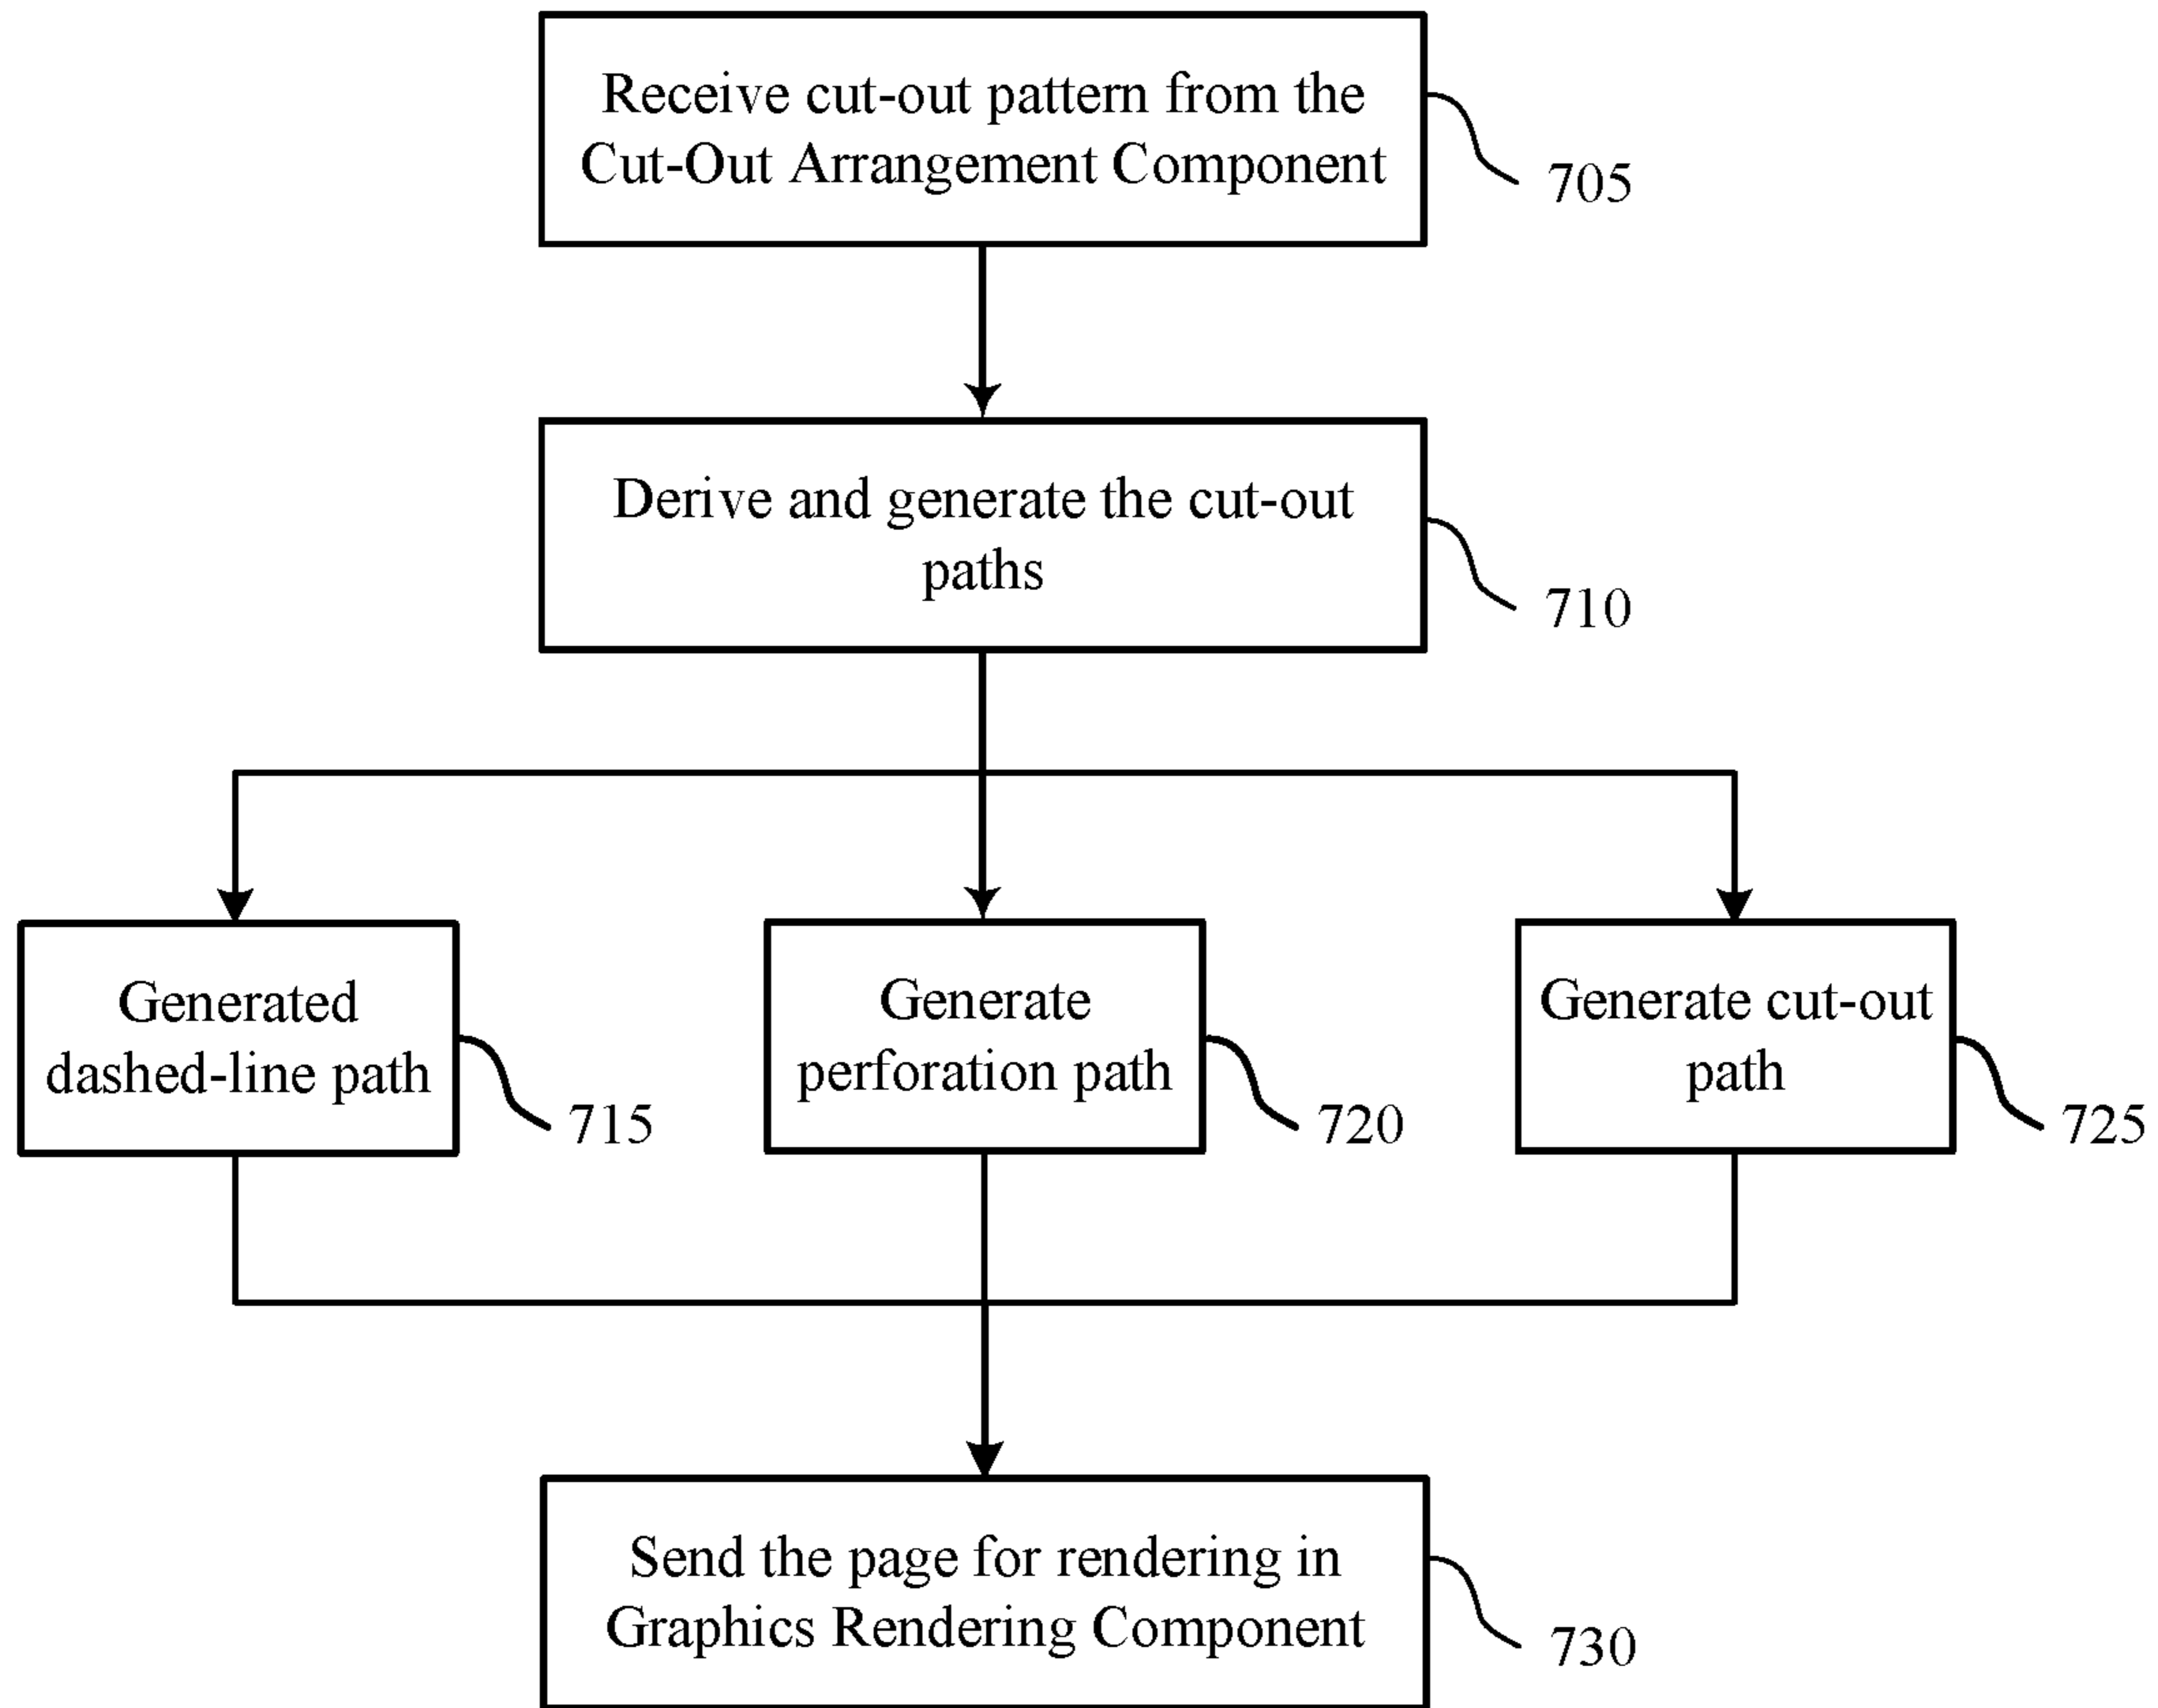 Receive cut-out pattern from the
Cut-Out Arrangement Component
705
Derive and generate the cut-out
paths
710
Generated
dashed-line path
715
Generate
perforation path
720
Generate cut-out
path
725
Send the page for rendering in
Graphics Rendering Component
730